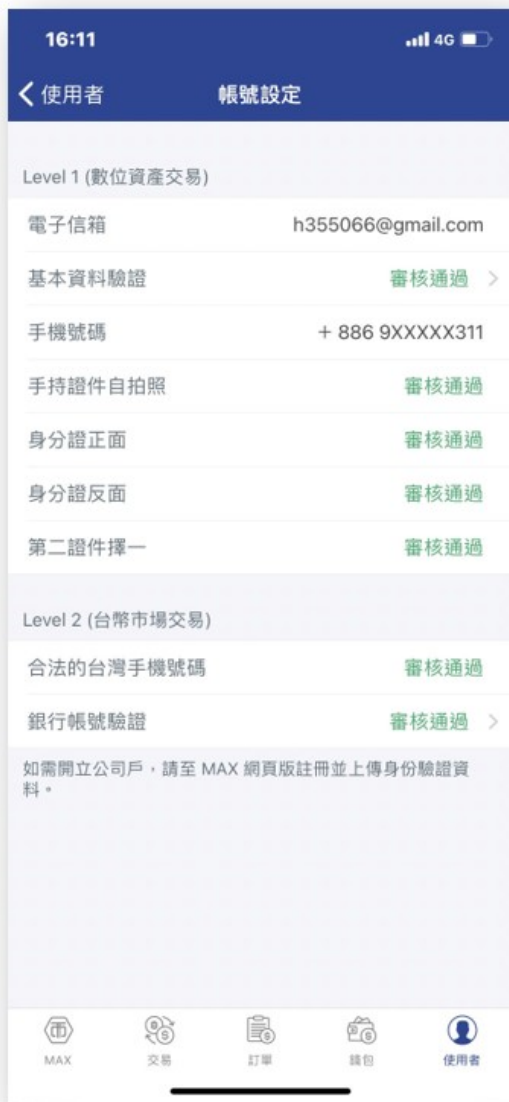 16:11
4G
使用者
帳號設定
Level 1 (數位資產交易)
電子信箱 h355066@gmail.com
基本資料驗證 審核通過
手機號碼 + 886 9XXXXX311
手持證件自拍照 審核通過
身分證正面 審核通過
身分證反面 審核通過
第二證件擇一 審核通過
Level 2 (台幣市場交易)
合法的台灣手機號碼 審核通過
銀行帳號驗證 審核通過
如需開立公司戶,請至 MAX 網頁版註冊並上傳身份驗證資
料。
MAX 交易 訂單 錢包 使用者